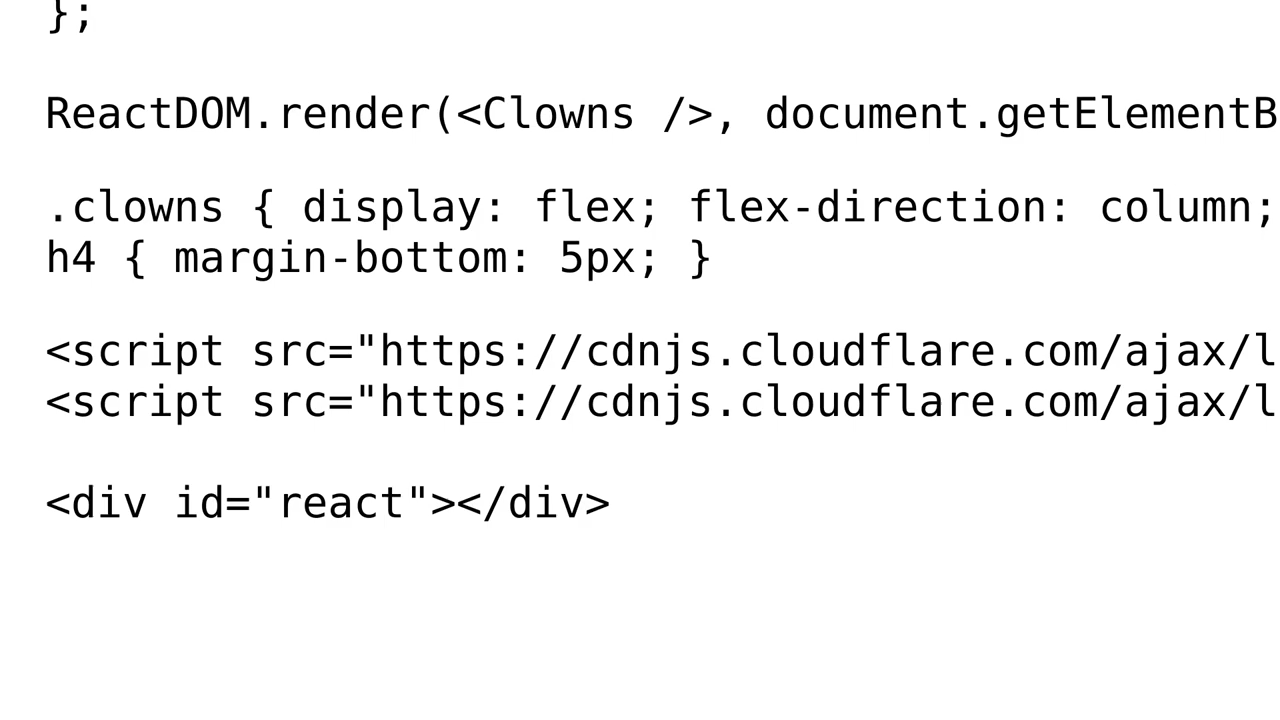 };
ReactDOM.render(<Clowns />, document.getElementB
.clowns { display: flex; flex-direction: column;
h4 { margin-bottom: 5px; }
<script src="https://cdnjs.cloudflare.com/ajax/l
<script src="https://cdnjs.cloudflare.com/ajax/l
<div id="react"></div>